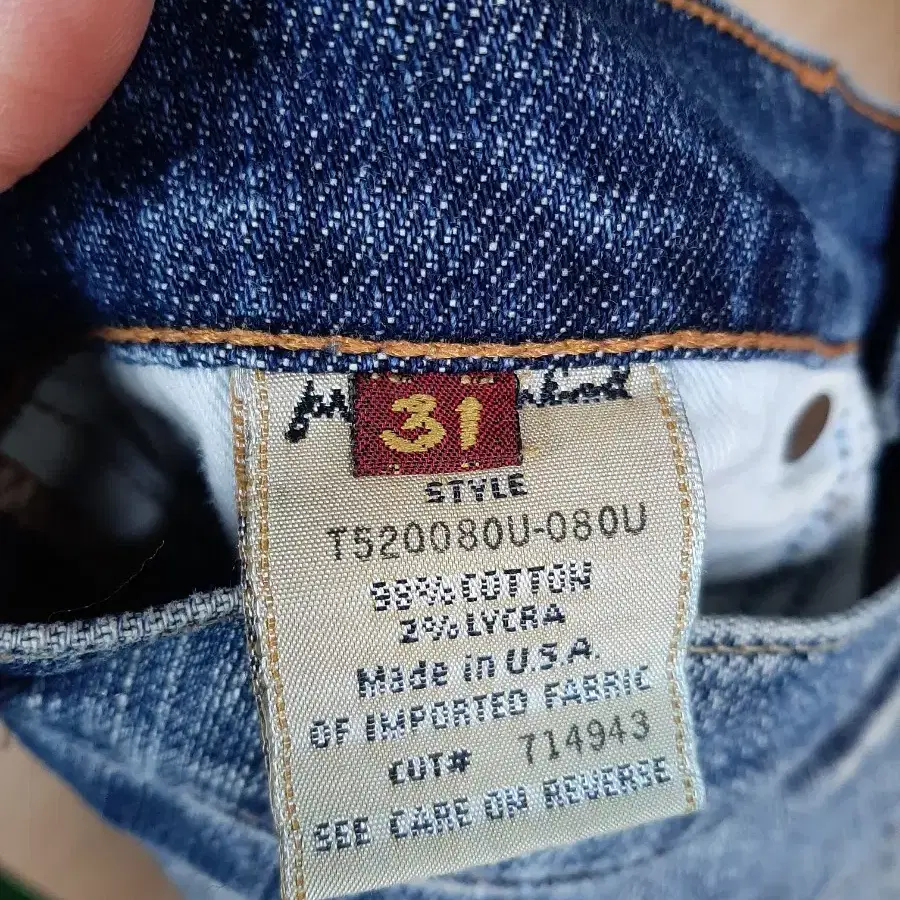 31
STYLE
T520080U-080U
98% COTTON
2% LYCRA
Made in U.S.A.
OF IMPORTED FABRIC
CUT# 714943
SEE CARE ON REVERSE